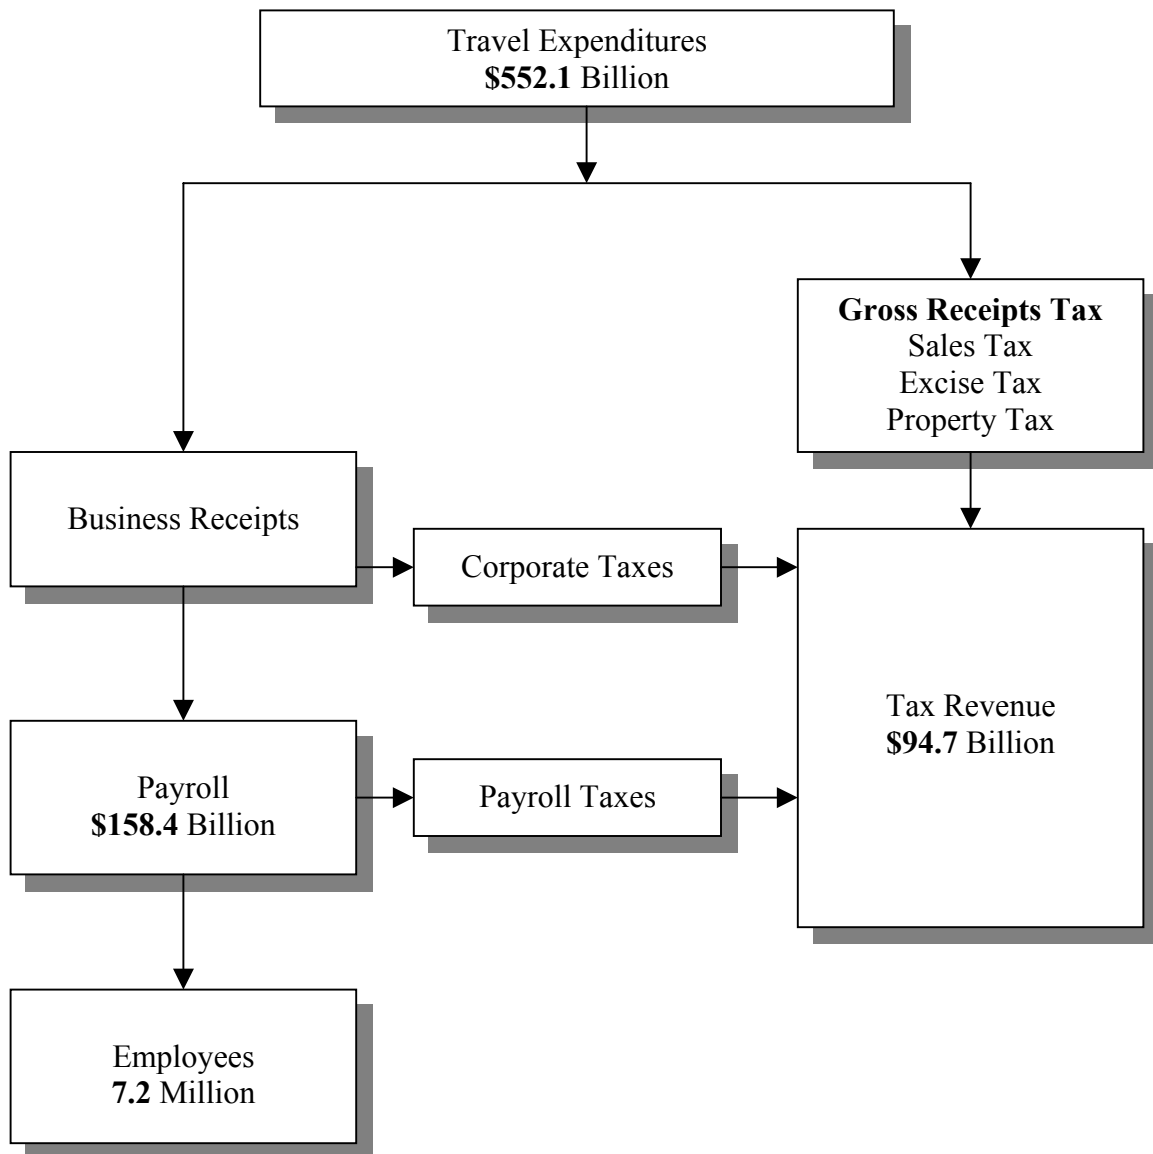 Travel Expenditures
$552.1 Billion
Gross Receipts Tax
Sales Tax
Excise Tax
Property Tax
Business Receipts
Corporate Taxes
Tax Revenue
$94.7 Billion
Payroll
$158.4 Billion
Payroll Taxes
Employees
7.2 Million